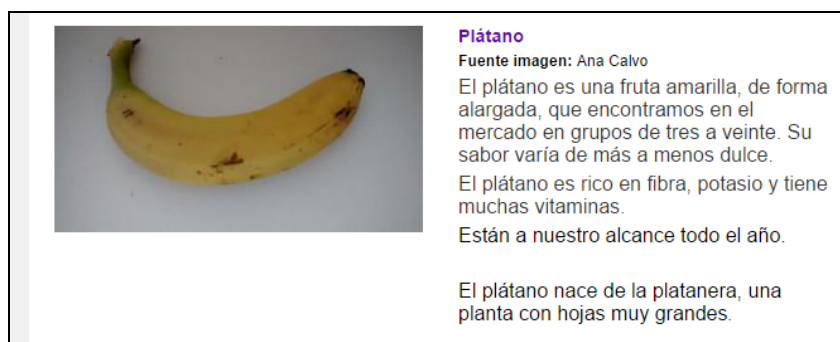 Plátano
Fuente imagen: Ana Calvo
El plátano es una fruta amarilla, de forma
alargada, que encontramos en el
mercado en grupos de tres a veinte. Su
sabor varía de más a menos dulce.
El plátano es rico en fibra, potasio y tiene
muchas vitaminas.
Están a nuestro alcance todo el año.
El plátano nace de la platanera, una
planta con hojas muy grandes.